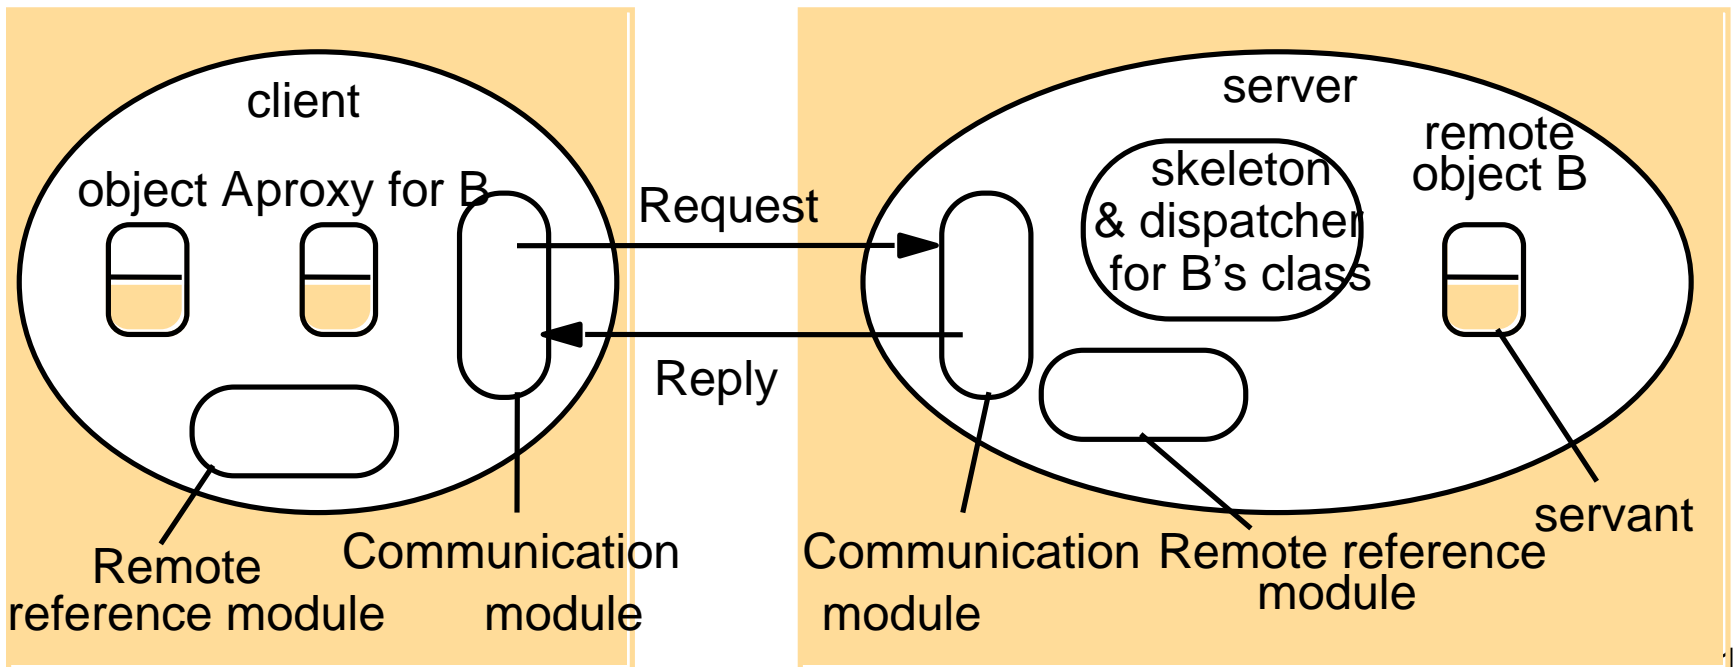 client
object Aproxy for B
Remote
reference module
Communication
module
Request
Reply
server
skeleton
& dispatcher
for B’s class
remote
object B
Communication
module
Remote reference
module
servant